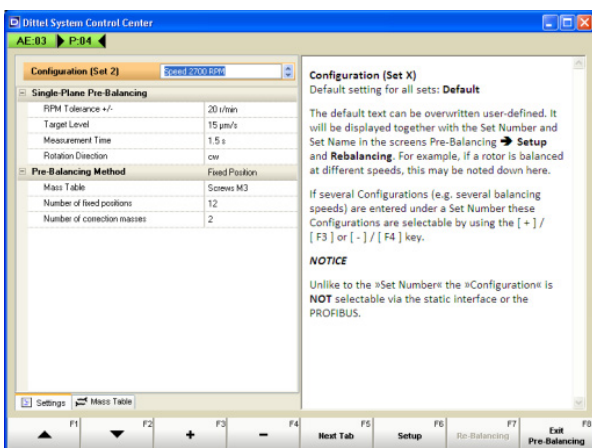 Dittel System Control Center
AE:03 P:04
Configuration (Set 2) Speed 2700 RPM
Single-Plane Pre-Balancing
RPM Tolerance +/- 20 r/min
Target Level 15 µm/s
Measurement Time 1.5 s
Rotation Direction cw
Pre-Balancing Method Fixed Position
Mass Table Screws M3
Number of fixed positions 12
Number of correction masses 2
Settings Mass Table
Configuration (Set X)
Default setting for all sets: Default
The default text can be overwritten user-defined. It
will be displayed together with the Set Number and
Set Name in the screens Pre-Balancing ➔ Setup
and Rebalancing. For example, if a rotor is balanced
at different speeds, this may be noted down here.
If several Configurations (e.g. several balancing
speeds) are entered under a Set Number these
Configurations are selectable by using the [ + ] /
[ F3 ] or [ - ] / [ F4 ] key.
NOTICE
Unlike to the »Set Number« the »Configuration« is
NOT selectable via the static interface or the
PROFIBUS.
F1 F2 F3 F4 F5 F6 F7 F8
+ - Next Tab Setup Re-Balancing Exit
Pre-Balancing